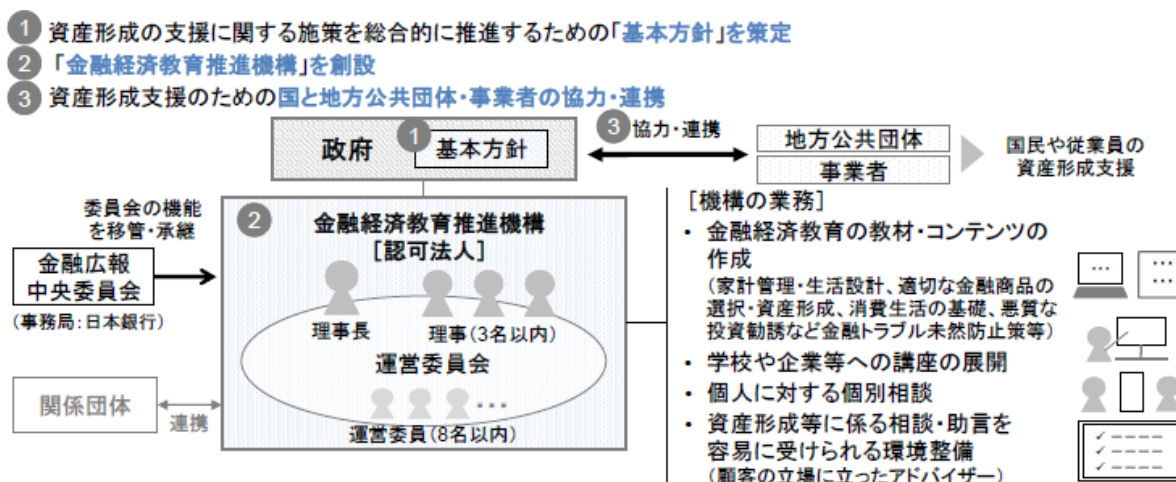 1 資産形成の支援に関する施策を総合的に推進するための「基本方針」を策定
2 「金融経済教育推進機構」を創設
3 資産形成支援のための国と地方公共団体・事業者の協力・連携
政府
1
基本方針
3 協力・連携
地方公共団体
事業者
国民や従業員の
資産形成支援
委員会の機能
を移管・承継
金融広報
中央委員会
(事務局:日本銀行)
関係団体
連携
2
金融経済教育推進機構
[認可法人]
理事長
理事(3名以内)
運営委員会
…
運営委員(8名以内)
[機構の業務]
・ 金融経済教育の教材・コンテンツの
作成
(家計管理・生活設計、適切な金融商品の
選択・資産形成、消費生活の基礎、悪質な
投資勧誘など金融トラブル未然防止策等)
・ 学校や企業等への講座の展開
・ 個人に対する個別相談
・ 資産形成等に係る相談・助言を
容易に受けられる環境整備
(顧客の立場に立ったアドバイザー)